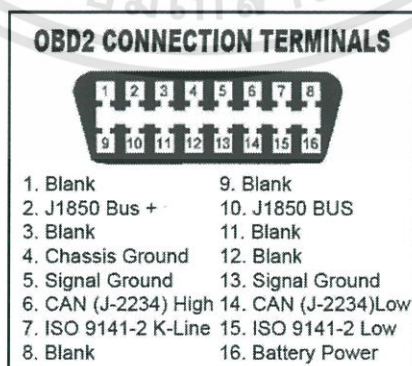 OBD2 CONNECTION TERMINALS
1 2 3 4 5 6 7 8
9 10 11 12 13 14 15 16
1. Blank 9. Blank
2. J1850 Bus + 10. J1850 BUS
3. Blank 11. Blank
4. Chassis Ground 12. Blank
5. Signal Ground 13. Signal Ground
6. CAN (J-2234) High 14. CAN (J-2234)Low
7. ISO 9141-2 K-Line 15. ISO 9141-2 Low
8. Blank 16. Battery Power